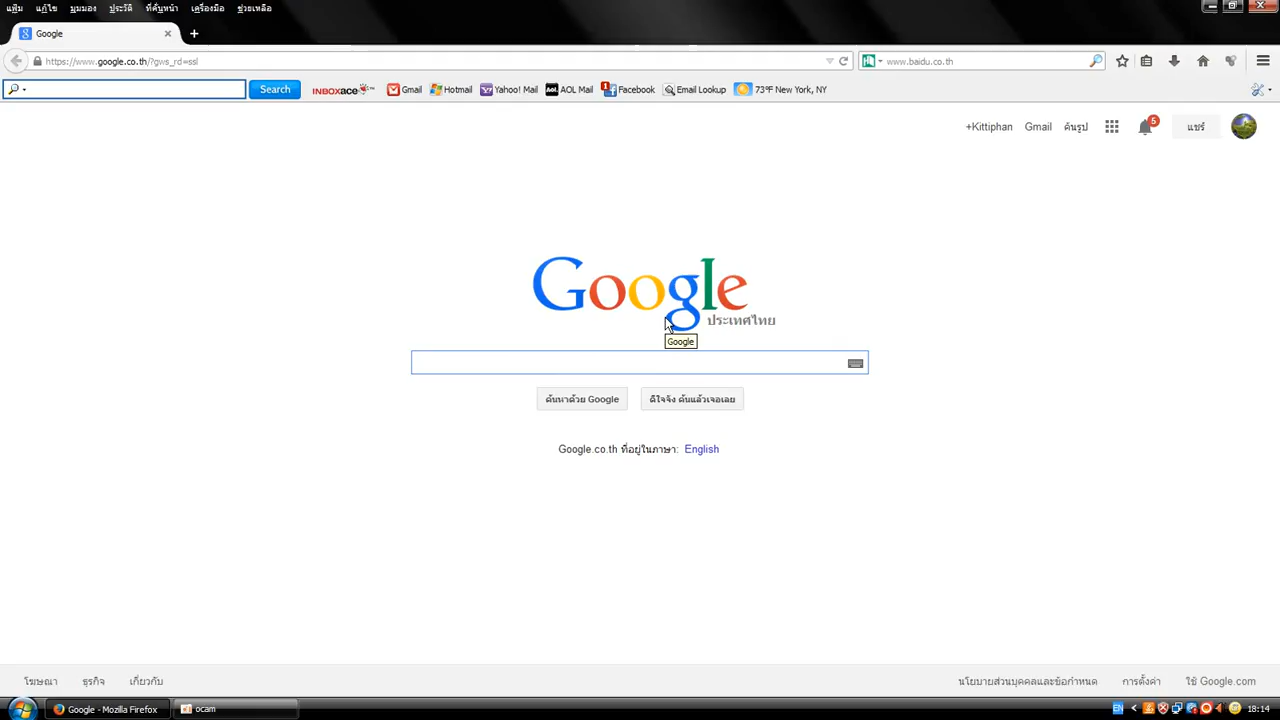 แฟ้ม แก้ไข มุมมอง ประวัติ ที่คั่นหน้า เครื่องมือ ช่วยเหลือ
Google
https://www.google.co.th/?gws_rd=ssl www.baidu.co.th
Search INBOXace Gmail Hotmail Yahoo! Mail AOL Mail 1 Facebook Email Lookup 73°F New York, NY
+Kittiphan Gmail ค้นรูป 5 แชร์
Google
ประเทศไทย
Google
ค้นหาด้วย Google ดีใจจัง ค้นแล้วเจอเลย
Google.co.th ที่อยู่ในภาษา: English
โฆษณา ธุรกิจ เกี่ยวกับ นโยบายส่วนบุคคลและข้อกำหนด การตั้งค่า ใช้ Google.com
Google - Mozilla Firefox ocam EN 18:14